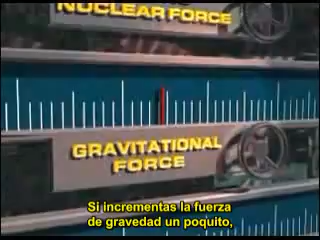 NUCLEAR FORCE
GRAVITATIONAL
FORCE
Si incrementas la fuerza
de gravedad un poquito,